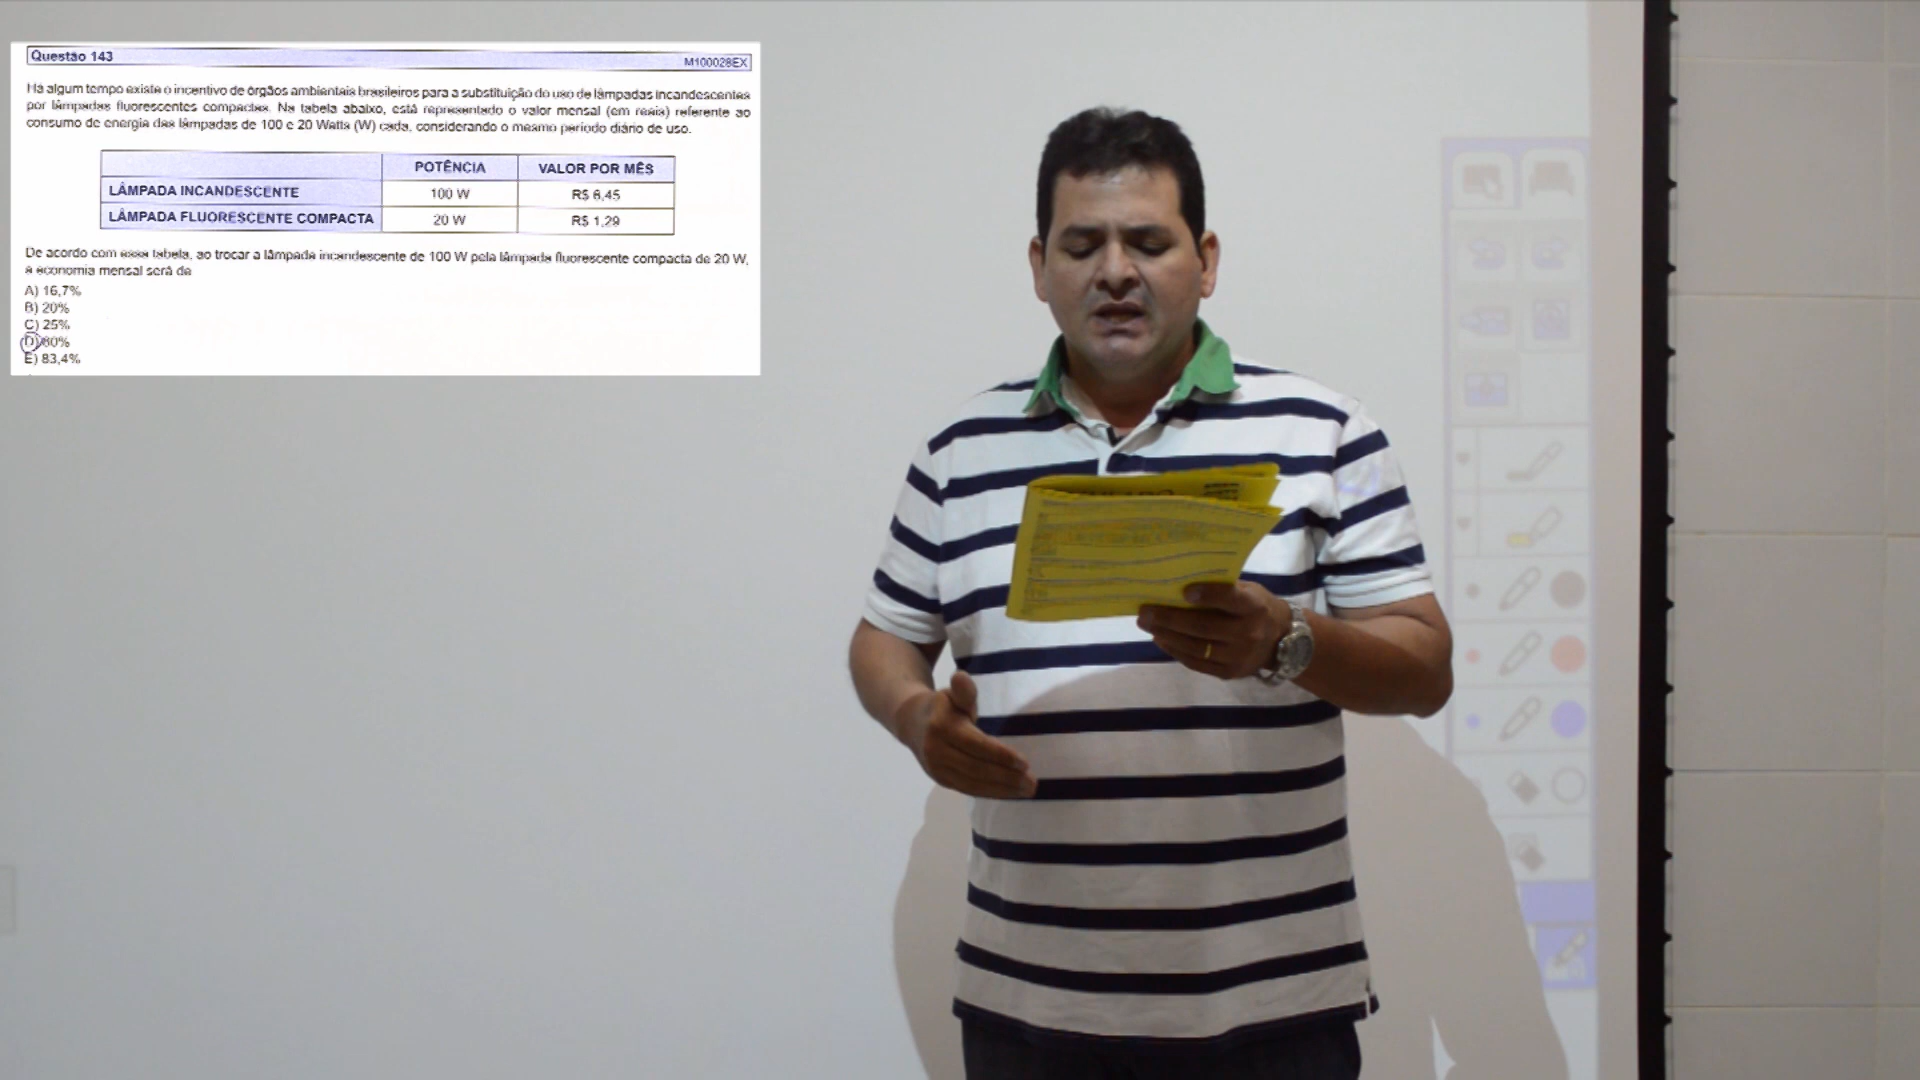 Questão 143
M100028EX
Há algum tempo existe o incentivo de órgãos ambientais brasileiros para a substituição do uso de lâmpadas incandescentes
por lâmpadas fluorescentes compactas. Na tabela abaixo, está representado o valor mensal (em reais) referente ao
consumo de energia das lâmpadas de 100 e 20 Watts (W) cada, considerando o mesmo período diário de uso.
POTÊNCIA VALOR POR MÊS
LÂMPADA INCANDESCENTE 100 W R$ 6,45
LÂMPADA FLUORESCENTE COMPACTA 20 W R$ 1,29
De acordo com essa tabela, ao trocar a lâmpada incandescente de 100 W pela lâmpada fluorescente compacta de 20 W,
a economia mensal será de
A) 16,7%
B) 20%
C) 25%
D) 80%
E) 83,4%